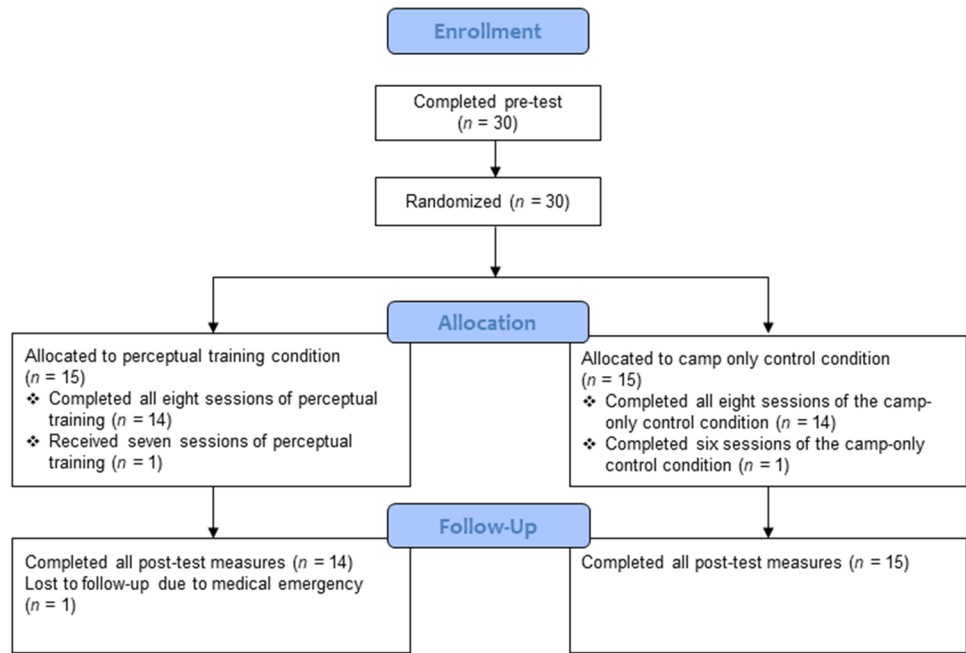 Enrollment
Completed pre-test
(n = 30)
Randomized (n = 30)
Allocation
Allocated to perceptual training condition
(n = 15)
❖ Completed all eight sessions of perceptual
training (n = 14)
❖ Received seven sessions of perceptual
training (n = 1)
Allocated to camp only control condition
(n = 15)
❖ Completed all eight sessions of the camp-
only control condition (n = 14)
❖ Completed six sessions of the camp-only
control condition (n = 1)
Follow-Up
Completed all post-test measures (n = 14)
Lost to follow-up due to medical emergency
(n = 1)
Completed all post-test measures (n = 15)